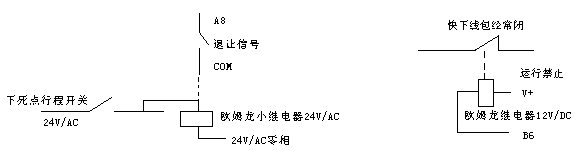 A8
退让信号
COM
下死点行程开关
24V/AC
欧姆龙小继电器24V/AC
24V/AC零相
快下线包经常闭
运行禁止
V+
欧姆龙继电器12V/DC
B6